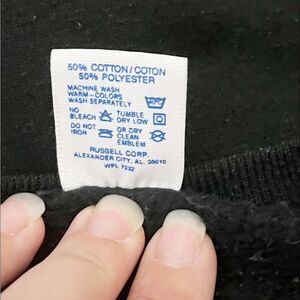 50% COTTON/COTON
50% POLYESTER
MACHINE WASH
WARM-COLORS
WASH SEPARATELY
NO BLEACH TUMBLE DRY LOW
DO NOT IRON OR DRY CLEAN EMBLEM
RUSSELL CORP.
ALEXANDER CITY, AL. 35010
WPL 7232